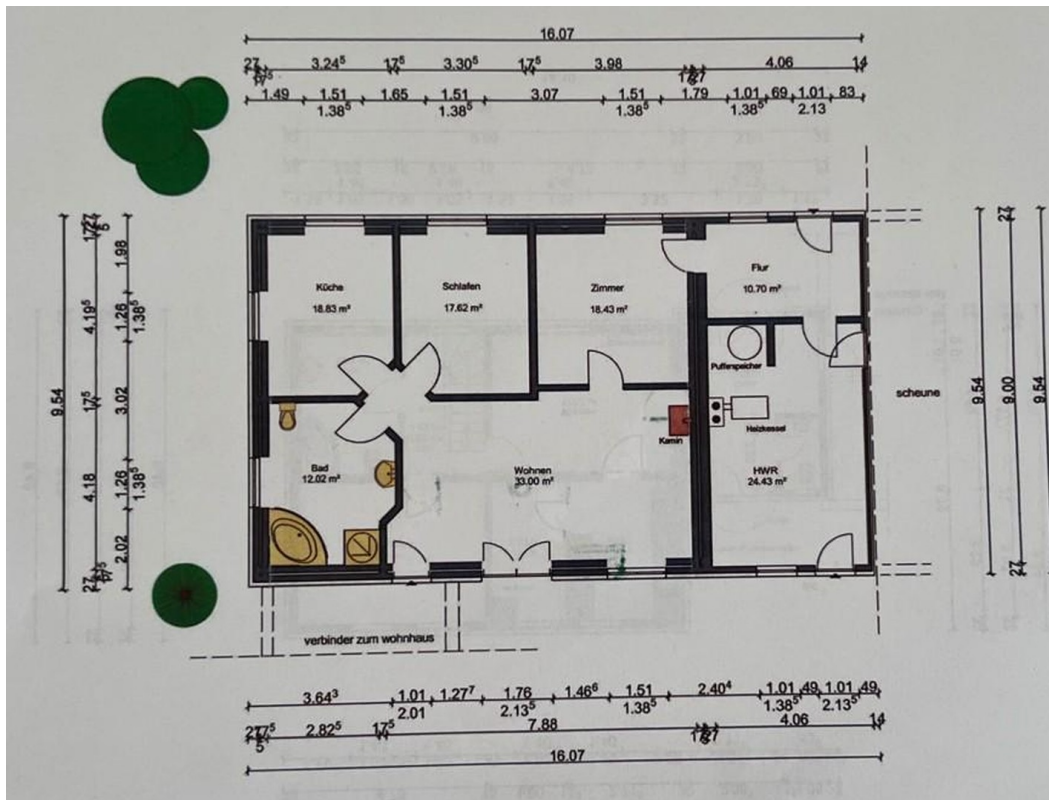 16.07
27 3.24⁵ 17⁵ 3.30⁵ 17⁵ 3.98 4.06 14
1.49 1.51 1.65 1.51 3.07 1.51 1.79 1.01 69 1.01 83
1.38⁵ 1.38⁵ 1.38⁵ 1.38⁵ 2.13
9.54
4.19⁵
17⁵
4.18
27
1.98
1.26
1.38⁵
3.02
1.26
1.38⁵
2.02
Küche
18.83 m²
Schlafen
17.62 m²
Zimmer
18.43 m²
Flur
10.70 m²
Pufferspeicher
Heizkessel
HWR
24.43 m²
Kamin
Wohnen
33.00 m²
Bad
12.02 m²
scheune
9.54
27
9.00
27
9.54
verbinder zum wohnhaus
3.64³ 1.01 1.27⁷ 1.76 1.46⁶ 1.51 2.40⁴ 1.01 49 1.01 49
2.01 2.13⁵ 1.38⁵ 1.38⁵ 2.13⁵
2.82⁵ 17⁵ 7.88 4.06 14
16.07